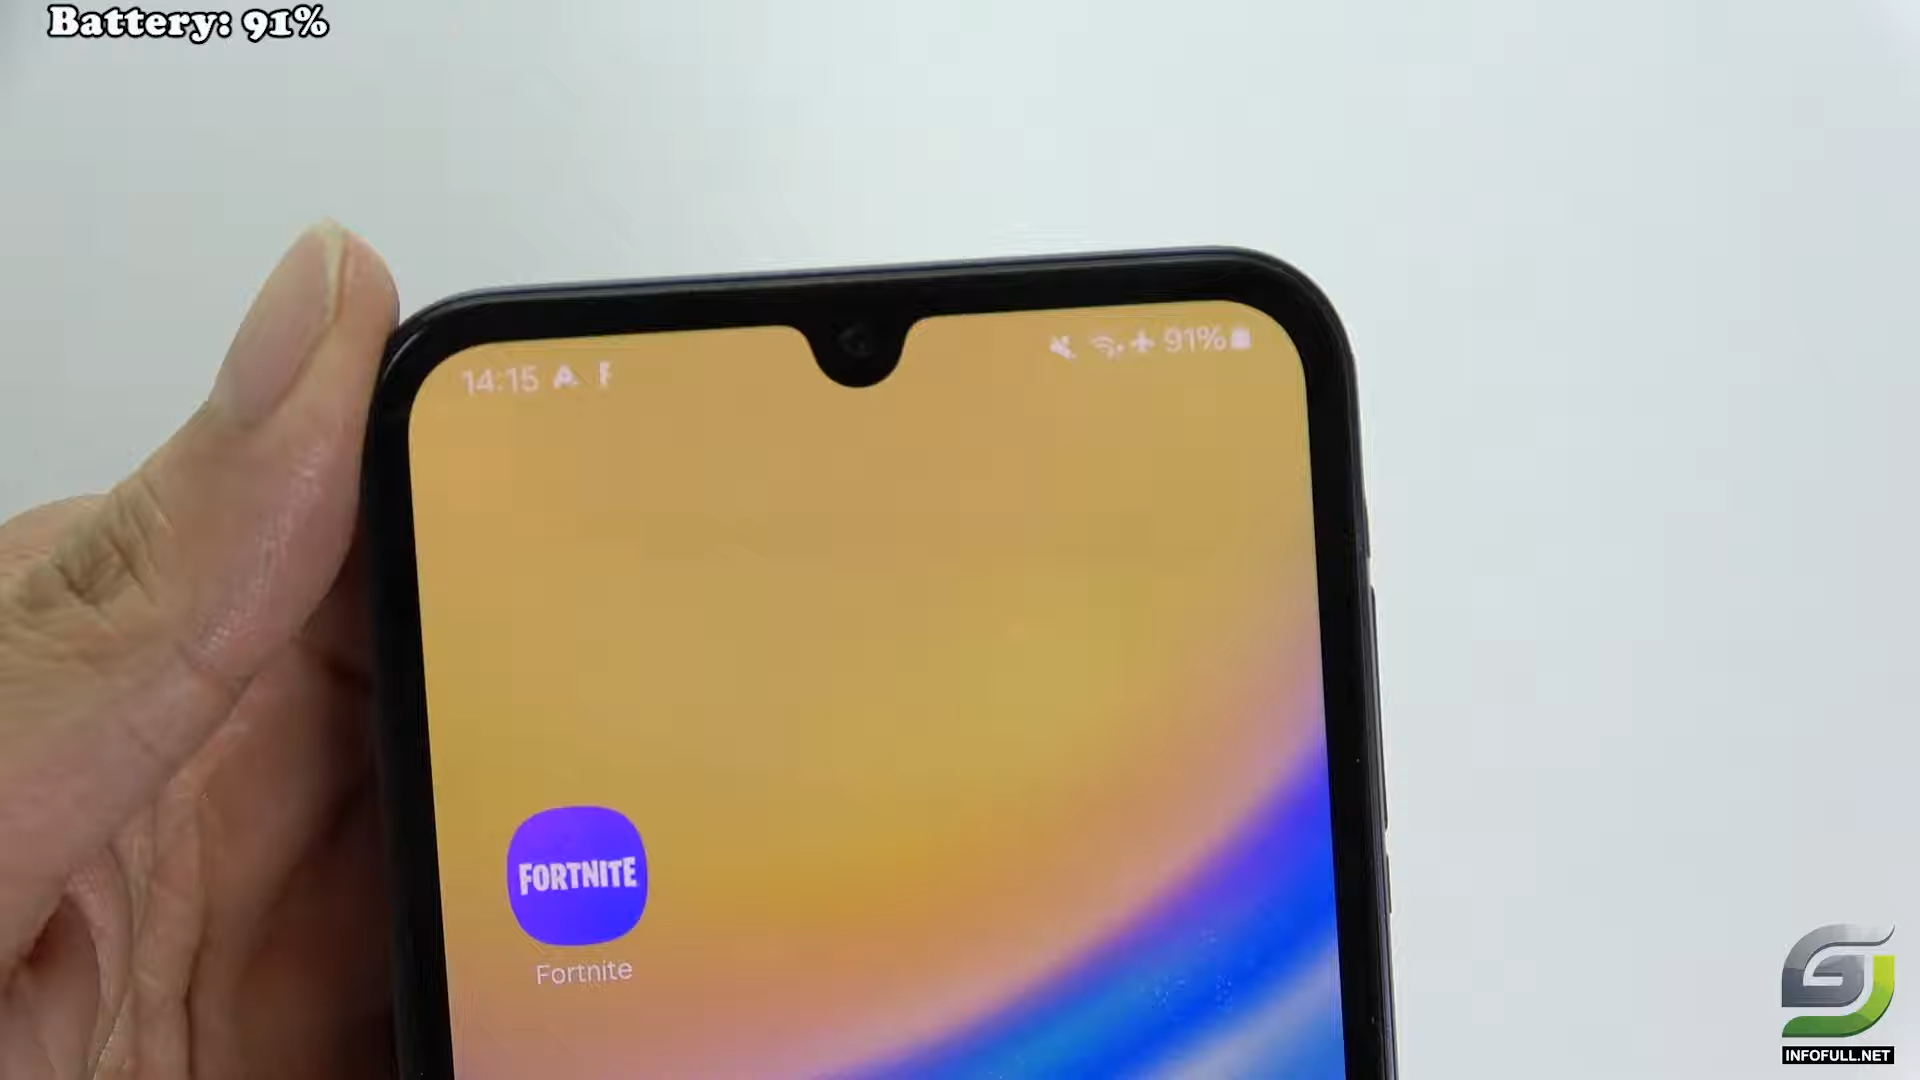 Battery: 91%
14:15
91%
FORTNITE
Fortnite
INFOFULL.NET